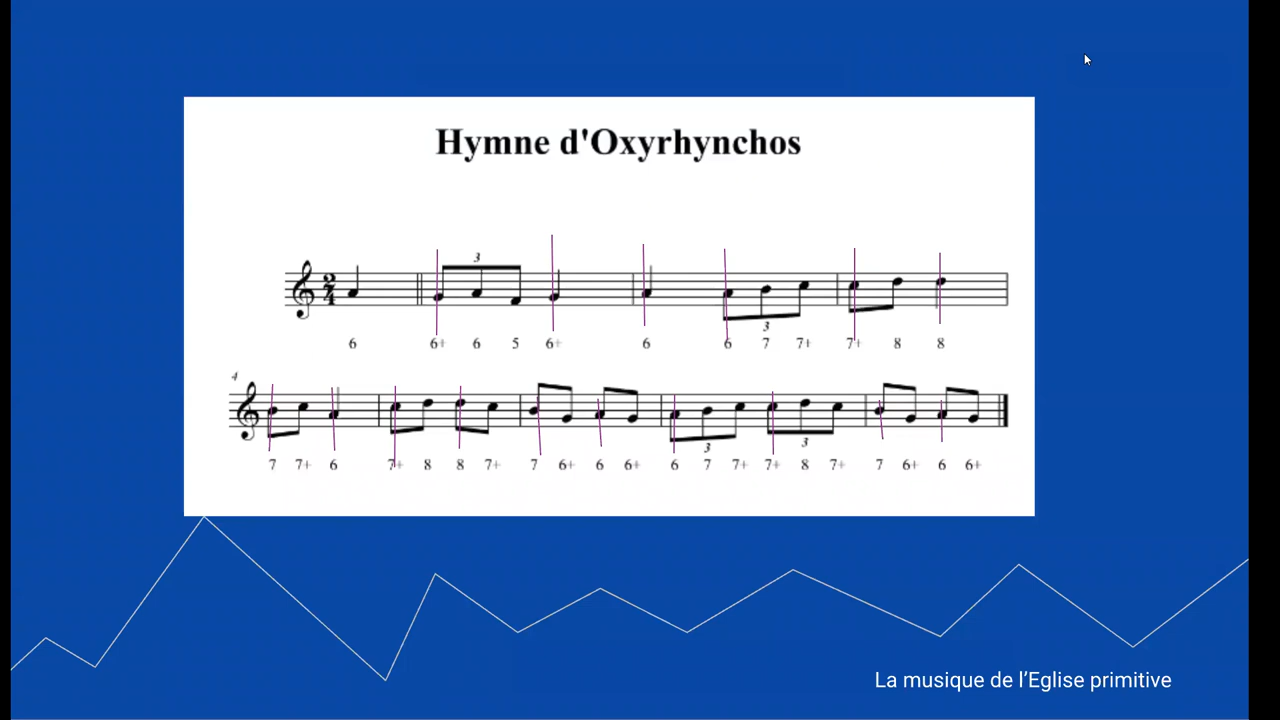 Hymne d'Oxyrhynchos
3
2
4
3
6 6+ 6 5 6+ 6 6 7 7+ 7+ 8 8
4
3 3
7 7+ 6 7+ 8 8 7+ 7 6+ 6 6+ 6 7 7+ 7+ 8 7+ 7 6+ 6 6+
La musique de l'Eglise primitive